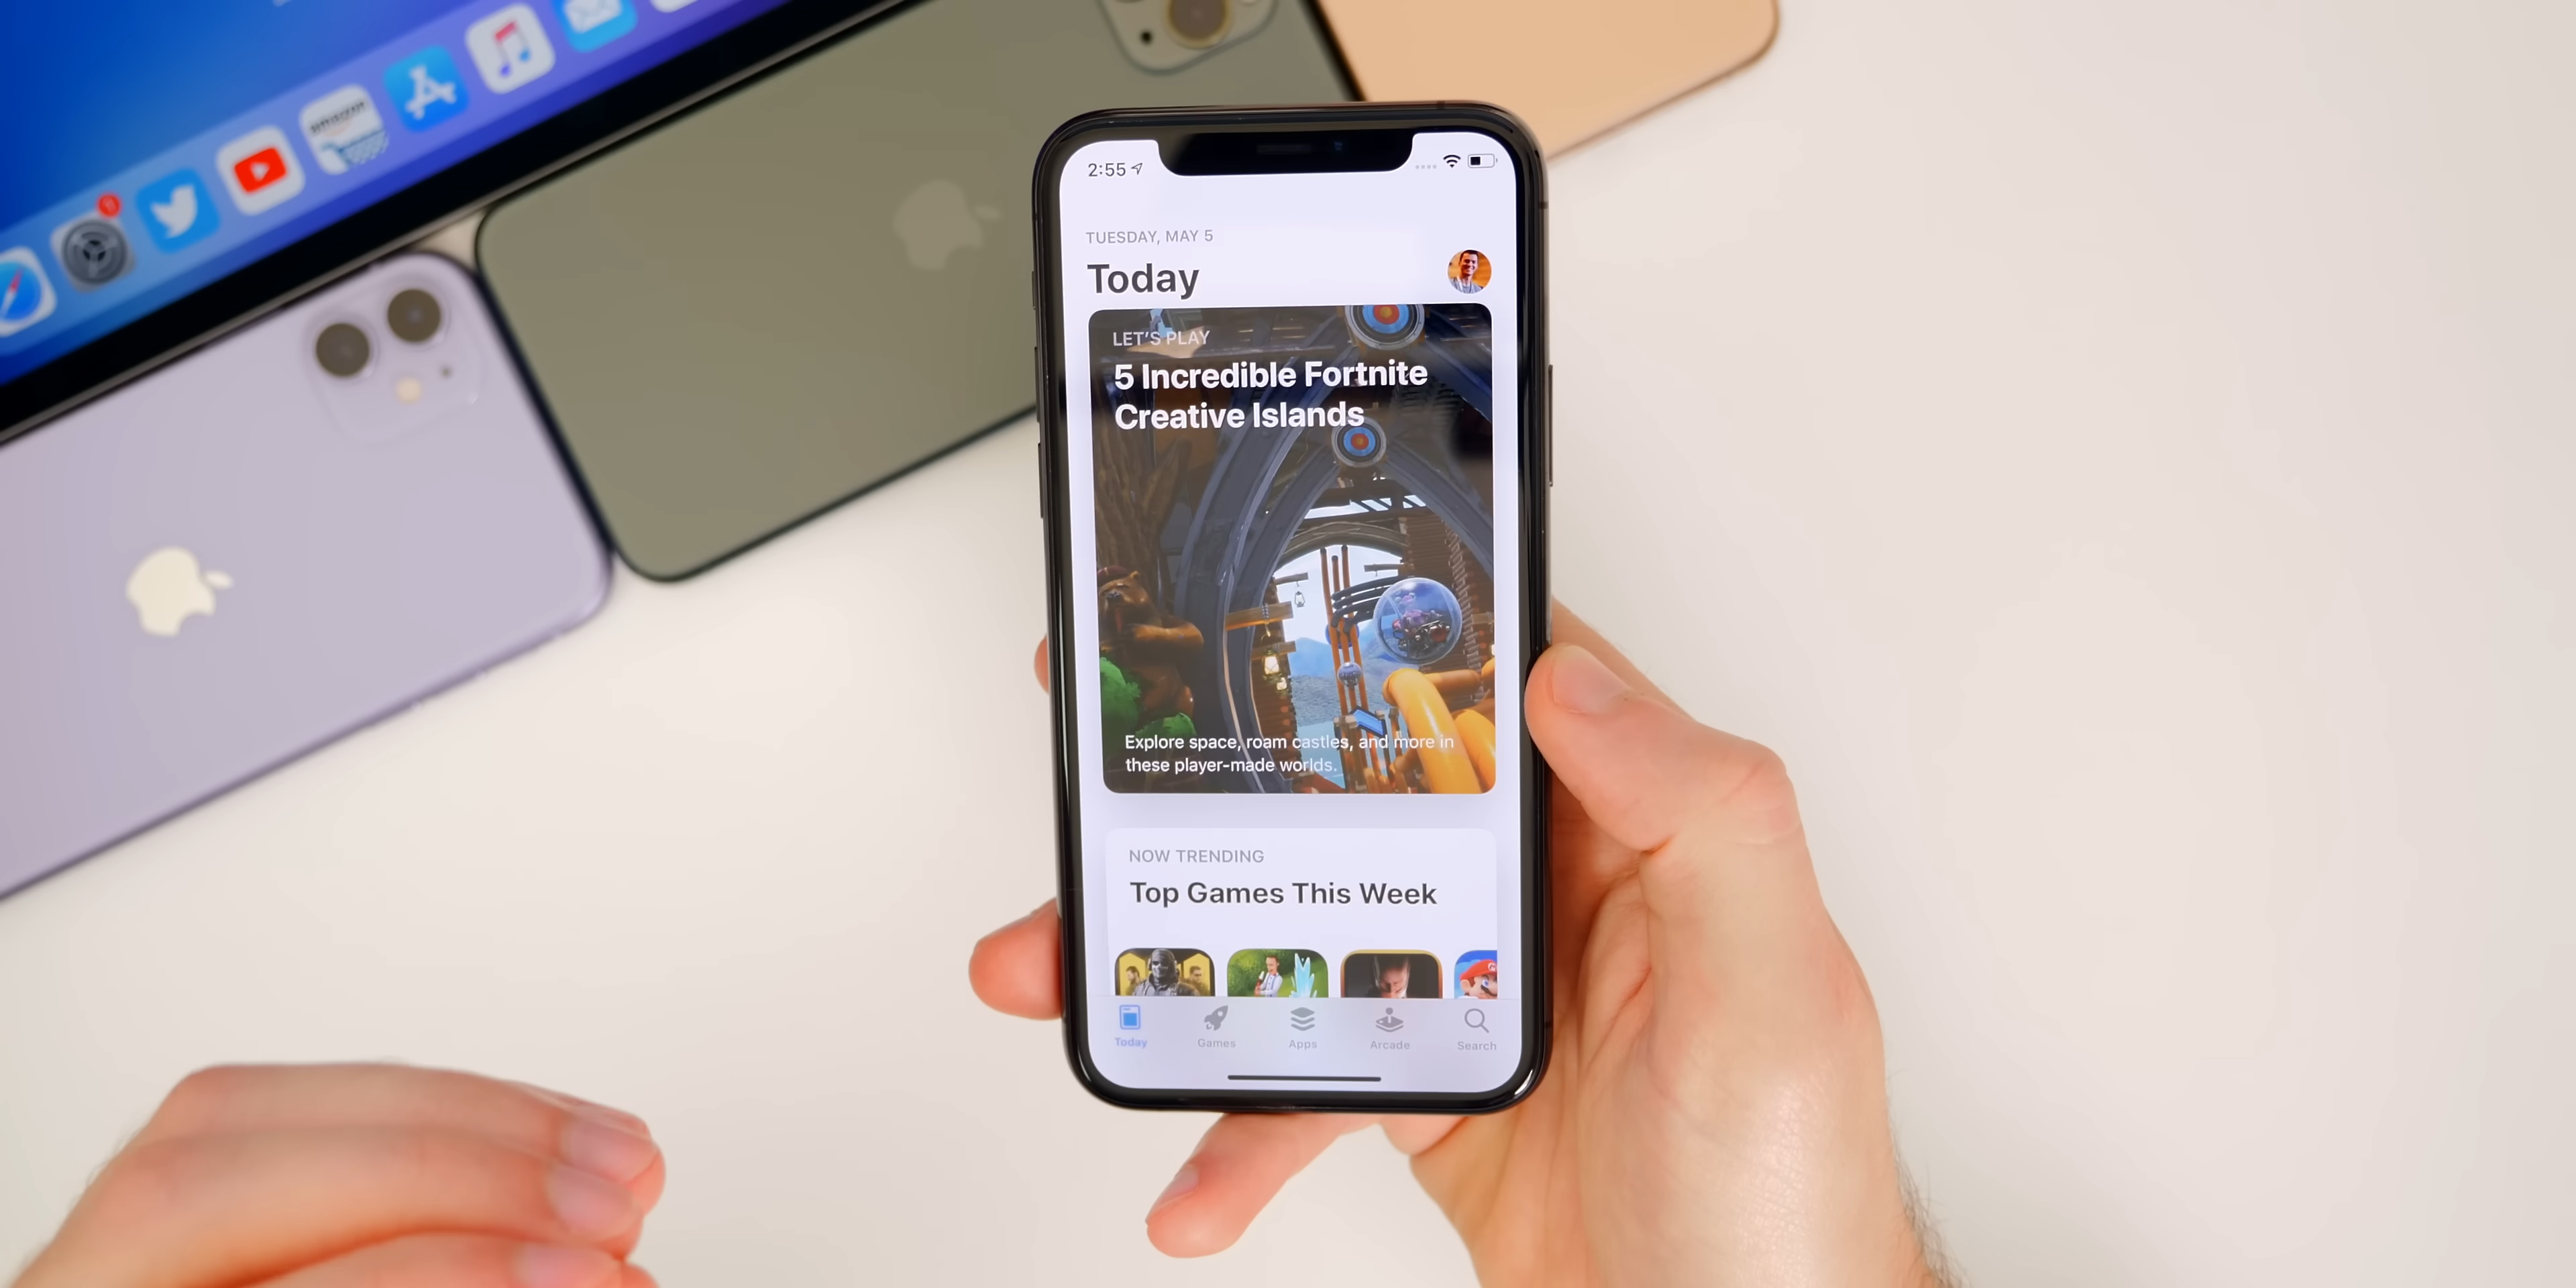 amazon
2:55
TUESDAY, MAY 5
Today
LET'S PLAY
5 Incredible Fortnite
Creative Islands
Explore space, roam castles, and more in
these player-made worlds.
NOW TRENDING
Top Games This Week
Today
Games
Apps
Arcade
Search